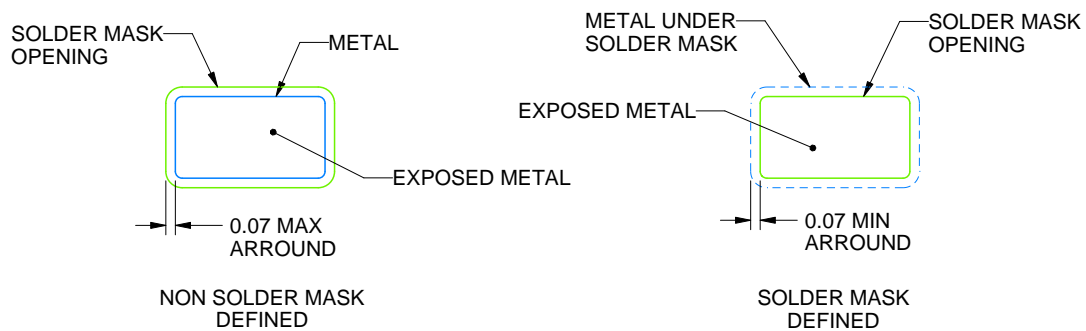 SOLDER MASK
OPENING
METAL
EXPOSED METAL
0.07 MAX
ARROUND
NON SOLDER MASK
DEFINED
METAL UNDER
SOLDER MASK
SOLDER MASK
OPENING
EXPOSED METAL
0.07 MIN
ARROUND
SOLDER MASK
DEFINED